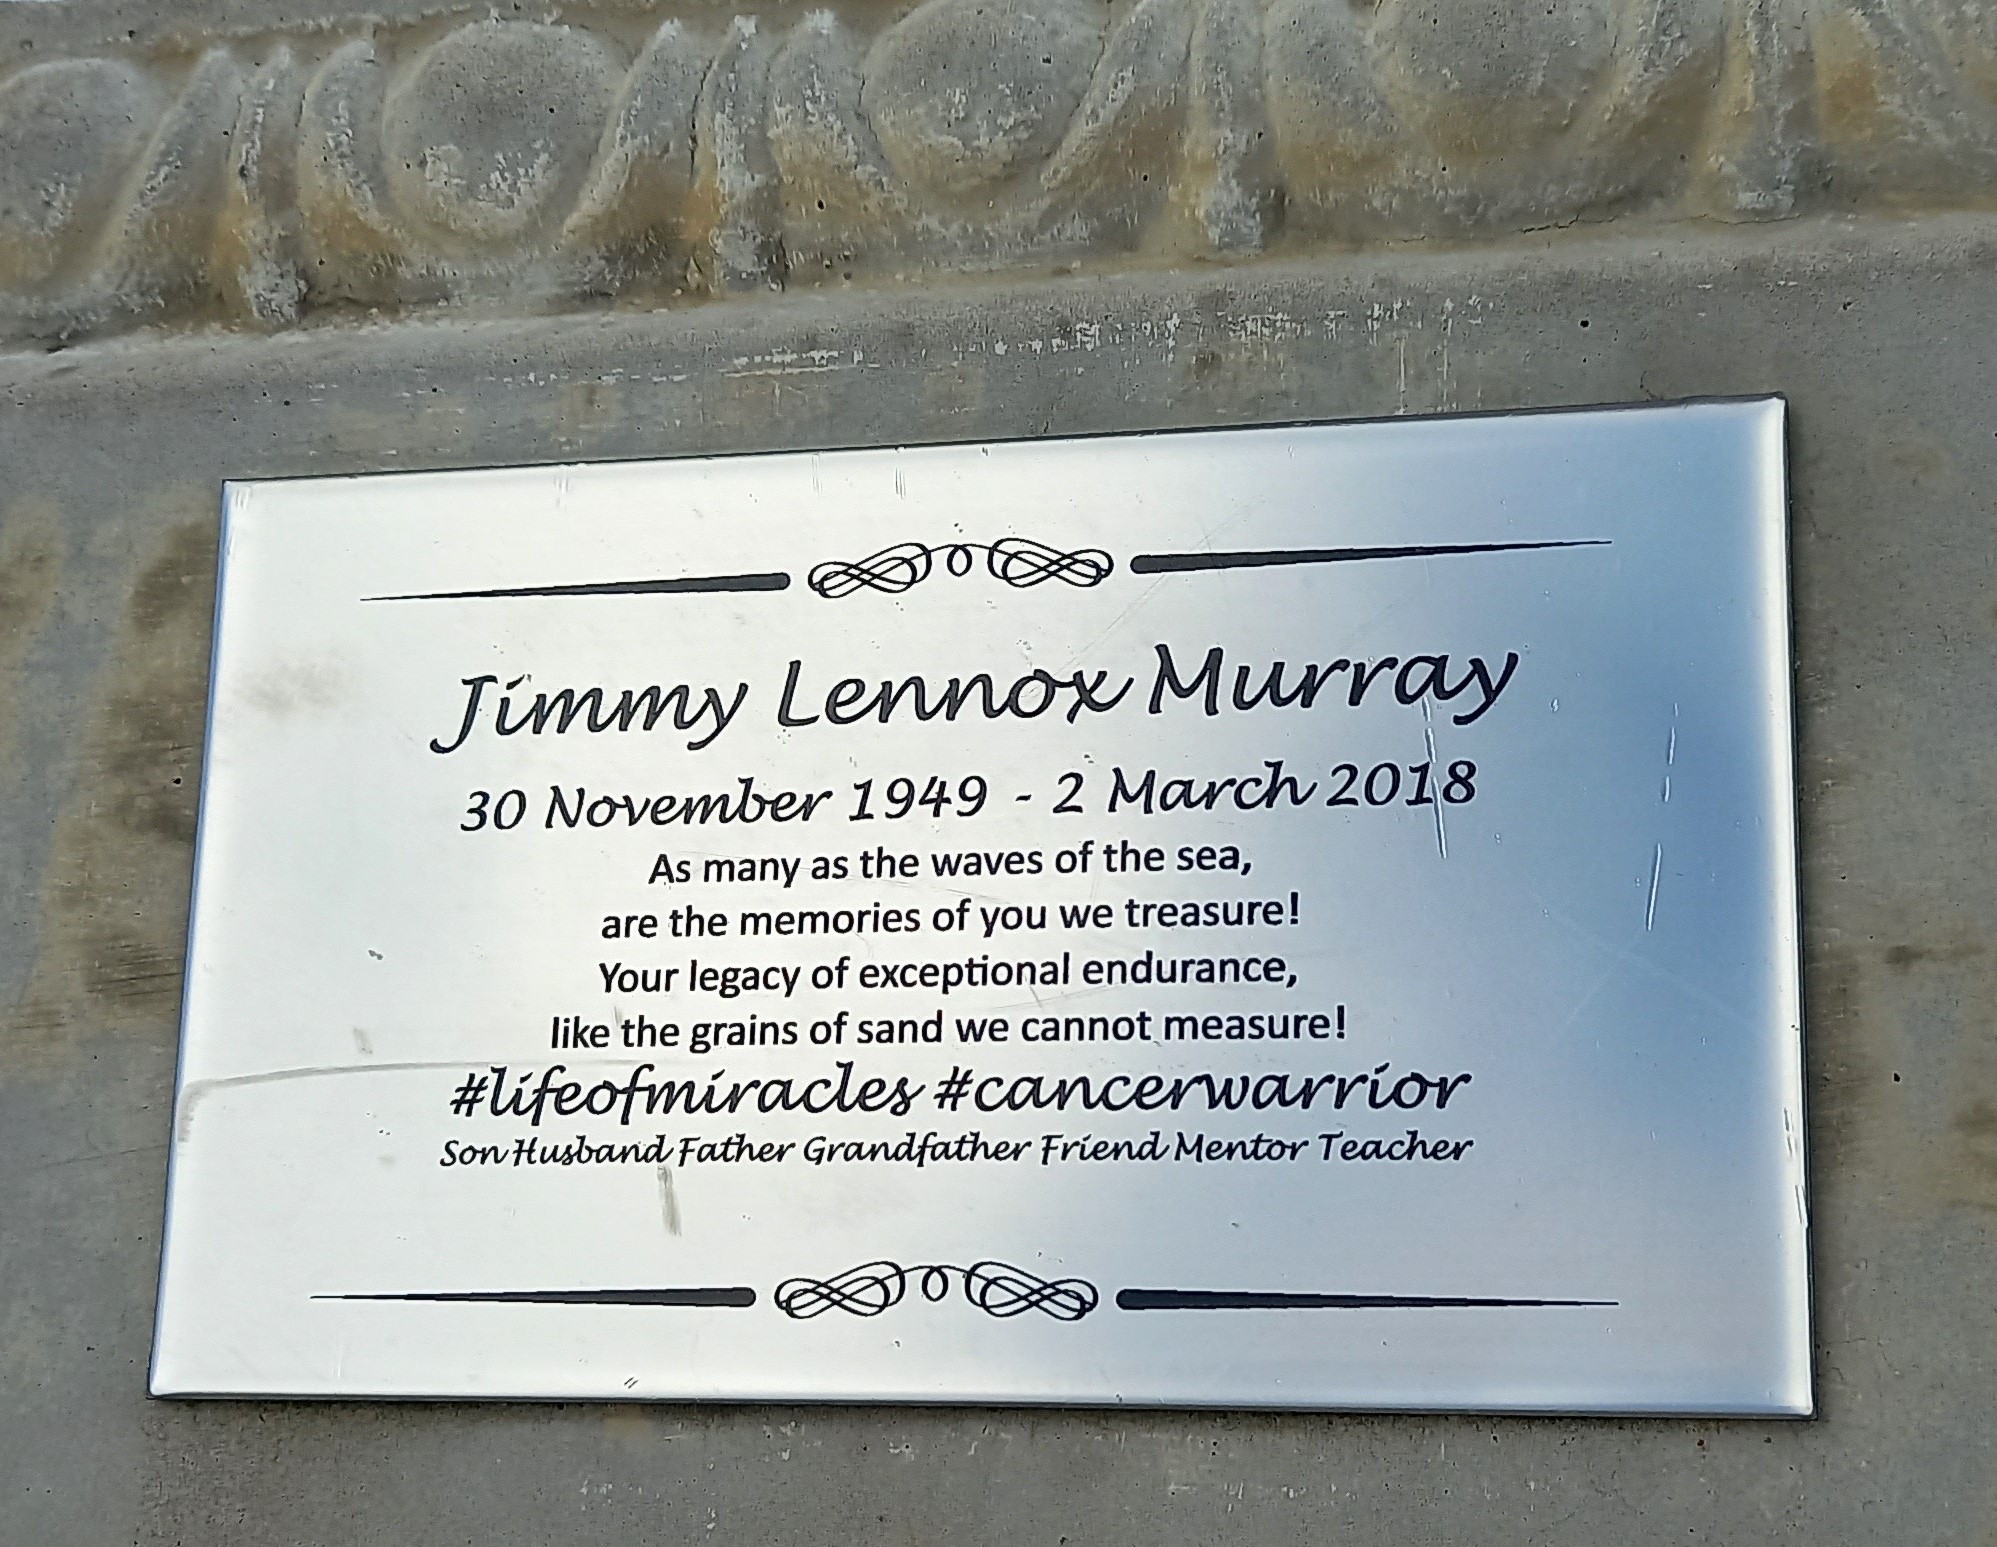 Jimmy Lennox Murray
30 November 1949 - 2 March 2018
As many as the waves of the sea,
are the memories of you we treasure!
Your legacy of exceptional endurance,
like the grains of sand we cannot measure!
#lifeofmiracles #cancerwarrior
Son Husband Father Grandfather Friend Mentor Teacher